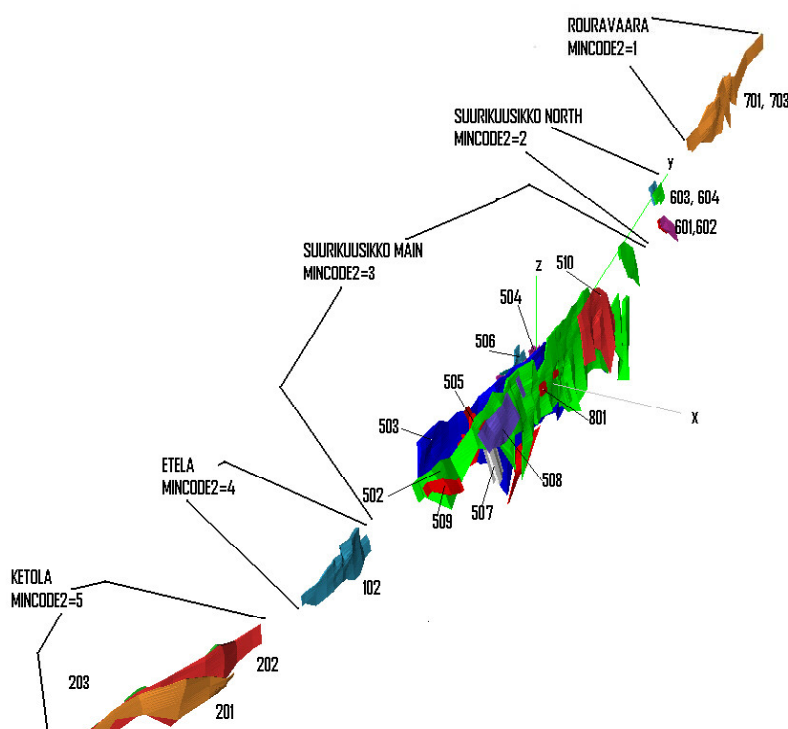 ROURAVAARA
MINCODE2=1
701, 703
SUURIKUUSIKKO NORTH
MINCODE2=2
y
603, 604
601,602
SUURIKUUSIKKO MAIN
MINCODE2=3
z
510
504
506
505
503
801
X
502
509
507
508
ETELA
MINCODE2=4
102
KETOLA
MINCODE2=5
203
202
201